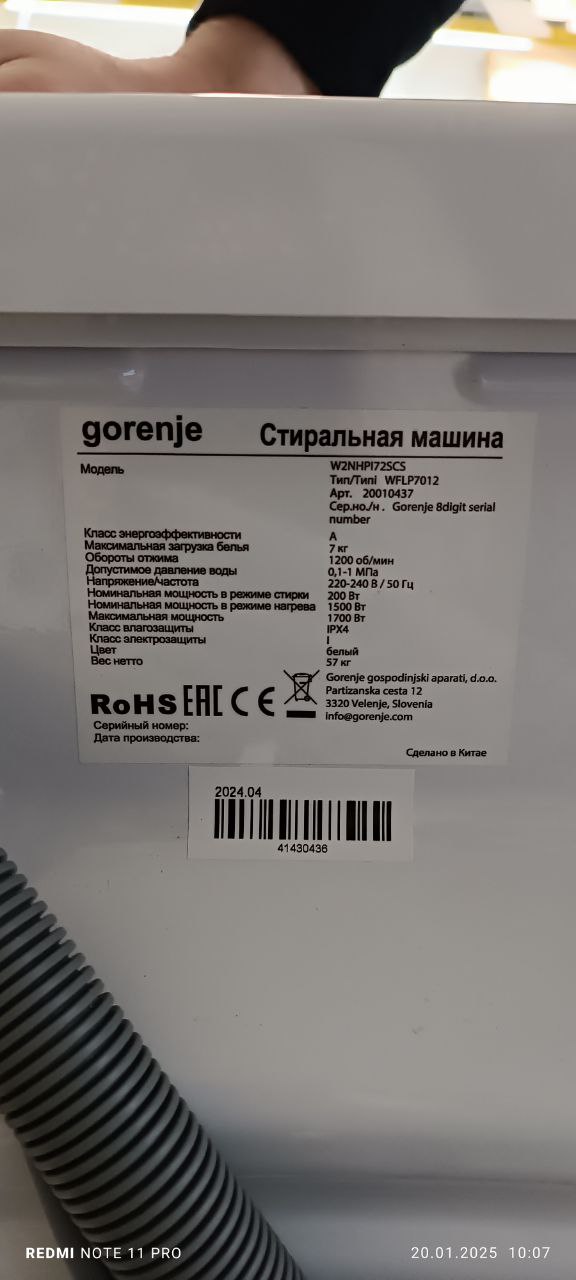 gorenje Стиральная машина
Модель W2NHPI72SCS
Тип/Типі WFLP7012
Арт. 20010437
Сер.но./н . Gorenje 8digit serial
number
Класс энергоэффективности A
Максимальная загрузка белья 7 кг
Обороты отжима 1200 об/мин
Допустимое давление воды 0,1-1 МПа
Напряжение/частота 220-240 В / 50 Гц
Номинальная мощность в режиме стирки 200 Вт
Номинальная мощность в режиме нагрева 1500 Вт
Максимальная мощность 1700 Вт
Класс влагозащиты IPX4
Класс электрозащиты I
Цвет белый
Вес нетто 57 кг
Gorenje gospodinjski aparati, d.o.o.
Partizanska cesta 12
3320 Velenje, Slovenia
info@gorenje.com
RoHS EAC CE
Серийный номер:
Дата производства:
Сделано в Китае
2024.04
41430436
REDMI NOTE 11 PRO 20.01.2025 10:07